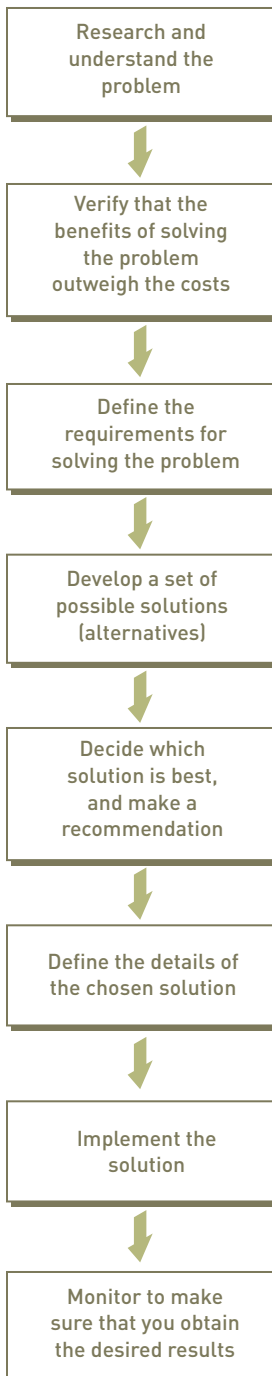 Research and
understand the
problem
Verify that the
benefits of solving
the problem
outweigh the costs
Define the
requirements for
solving the problem
Develop a set of
possible solutions
(alternatives)
Decide which
solution is best,
and make a
recommendation
Define the details of
the chosen solution
Implement the
solution
Monitor to make
sure that you obtain
the desired results